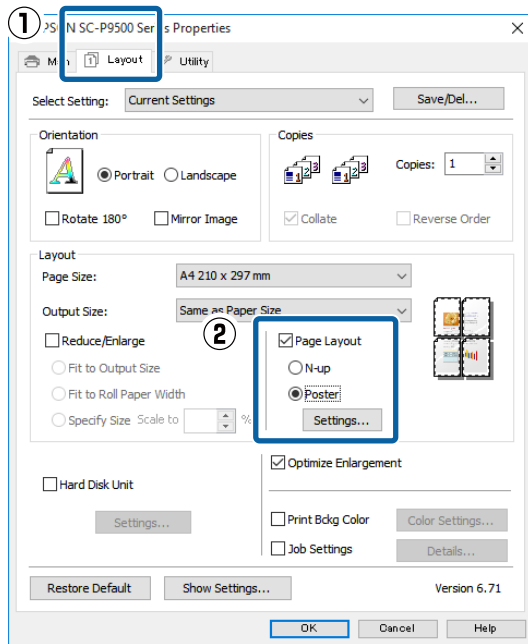 1
EPSON SC-P9500 Series Properties
Layout
Utility
Select Setting: Current Settings Save/Del...
Orientation
Portrait Landscape
Rotate 180° Mirror Image
Copies
Copies: 1
Collate Reverse Order
Layout
Page Size: A4 210 x 297 mm
Output Size: Same as Paper Size
2
Reduce/Enlarge
Fit to Output Size
Fit to Roll Paper Width
Specify Size Scale to %
Page Layout
N-up
Poster
Settings...
Optimize Enlargement
Hard Disk Unit
Settings...
Print Bckg Color Color Settings...
Job Settings Details...
Restore Default Show Settings... Version 6.71
OK Cancel Help